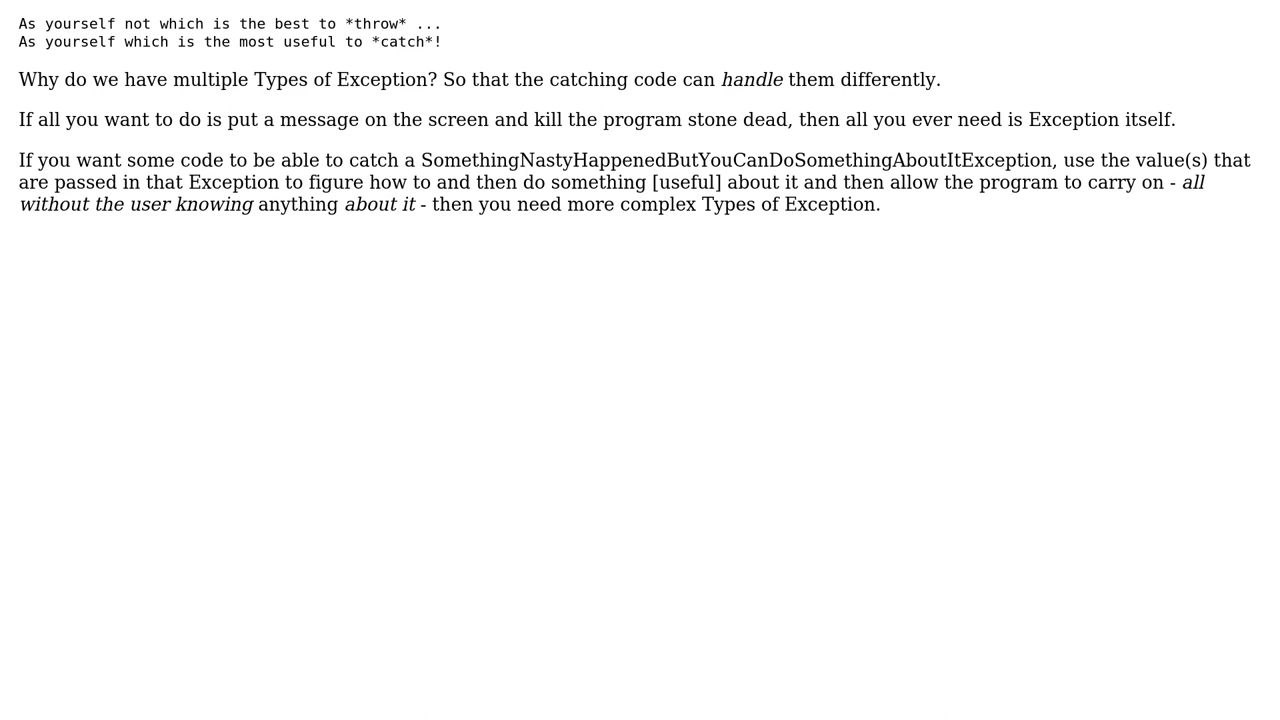 As yourself not which is the best to *throw* ...
As yourself which is the most useful to *catch*!
Why do we have multiple Types of Exception? So that the catching code can handle them differently.
If all you want to do is put a message on the screen and kill the program stone dead, then all you ever need is Exception itself.
If you want some code to be able to catch a SomethingNastyHappenedButYouCanDoSomethingAboutItException, use the value(s) that
are passed in that Exception to figure how to and then do something [useful] about it and then allow the program to carry on - all
without the user knowing anything about it - then you need more complex Types of Exception.